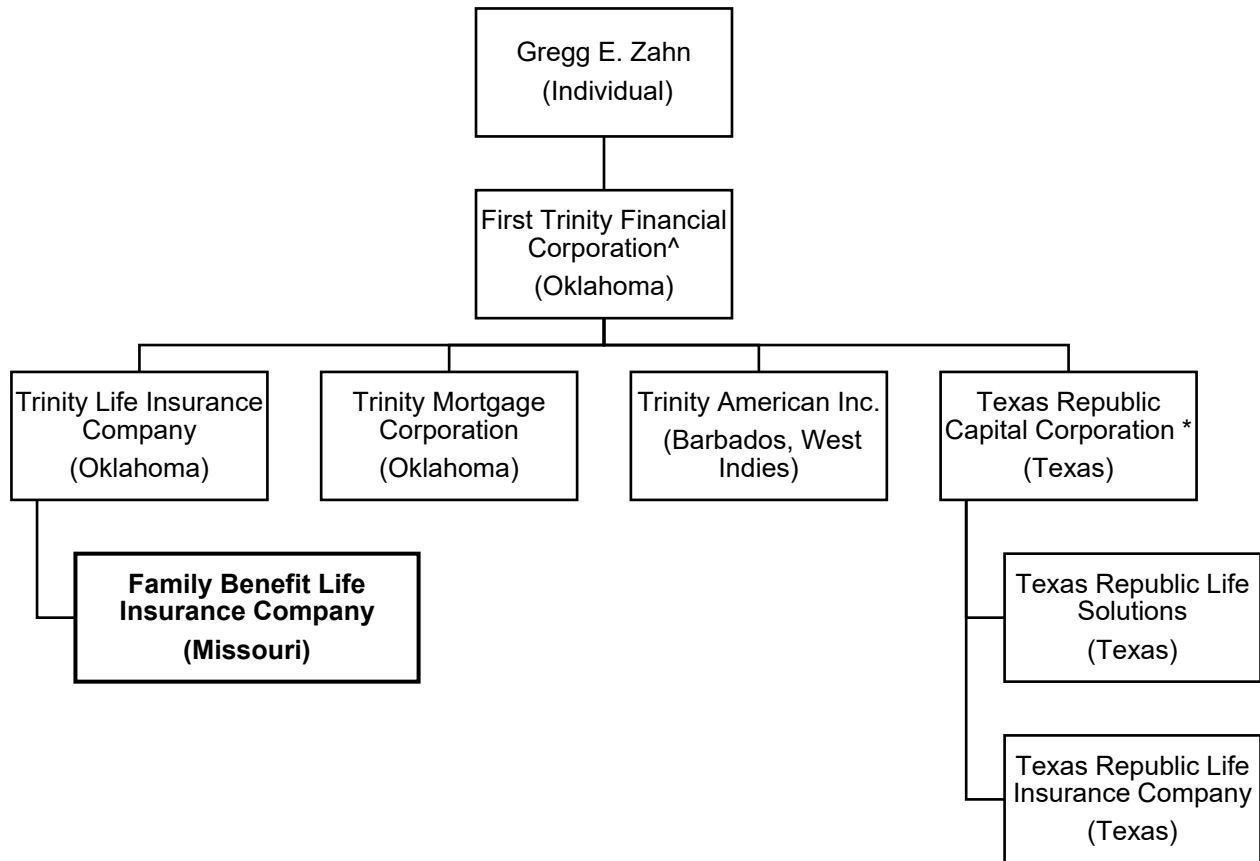 Gregg E. Zahn
(Individual)
First Trinity Financial
Corporation^
(Oklahoma)
Trinity Life Insurance
Company
(Oklahoma)
Trinity Mortgage
Corporation
(Oklahoma)
Trinity American Inc.
(Barbados, West
Indies)
Texas Republic
Capital Corporation *
(Texas)
Family Benefit Life
Insurance Company
(Missouri)
Texas Republic Life
Solutions
(Texas)
Texas Republic Life
Insurance Company
(Texas)